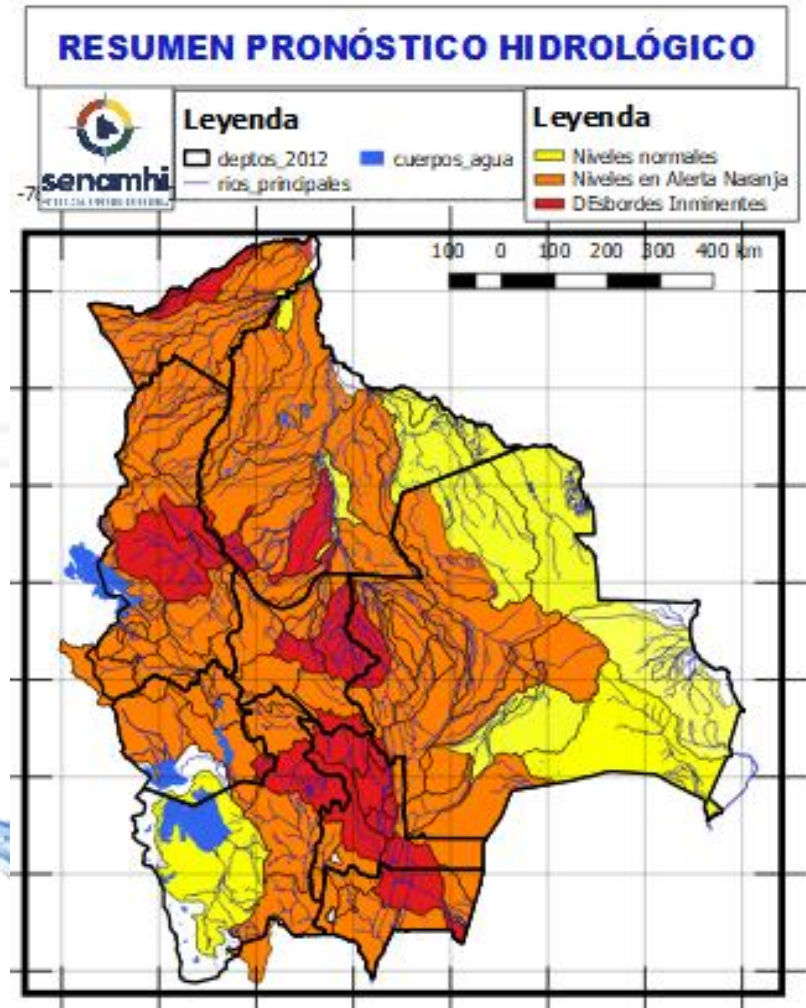 RESUMEN PRONÓSTICO HIDROLÓGICO
senamhi
Leyenda
deptos_2012 cuerpos_agua
rios_principales
Leyenda
Niveles normales
Niveles en Alerta Naranja
DEsbordes Inminentes
100 0 100 200 300 400 km